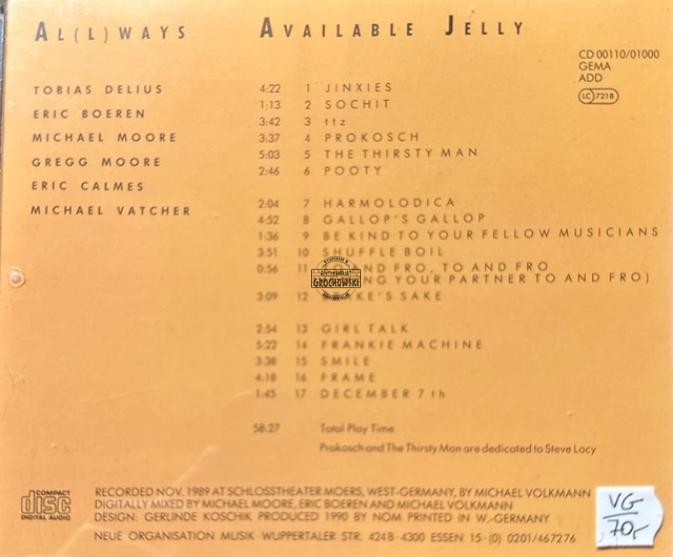 AL(L)WAYS AVAILABLE JELLY
CD 00110/01000
GEMA
ADD
LC 7218
TOBIAS DELIUS
ERIC BOEREN
MICHAEL MOORE
GREGG MOORE
ERIC CALMES
MICHAEL VATCHER
4:22 1 JINXIES
1:13 2 SOCHIT
3:42 3 ttz
3:37 4 PROKOSCH
5:03 5 THE THIRSTY MAN
2:46 6 POOTY
2:04 7 HARMOLODICA
4:52 8 GALLOP'S GALLOP
1:36 9 BE KIND TO YOUR FELLOW MUSICIANS
3:51 10 SHUFFLE BOIL
0:56 11 AND FRO, TO AND FRO
YOUR PARTNER TO AND FRO)
3:09 12 SAKE
2:54 13 GIRL TALK
5:22 14 FRANKIE MACHINE
3:38 15 SMILE
4:18 16 FRAME
1:45 17 DECEMBER 7th
58:27 Total Play Time
Prokosch and The Thirsty Man are dedicated to Steve Lacy
GROCHOWSKI
COMPACT
disc
DIGITAL AUDIO
RECORDED NOV. 1989 AT SCHLOSSTHEATER MOERS, WEST-GERMANY, BY MICHAEL VOLKMANN
DIGITALLY MIXED BY MICHAEL MOORE, ERIC BOEREN AND MICHAEL VOLKMANN
DESIGN: GERLINDE KOSCHIK PRODUCED 1990 BY NOM PRINTED IN W.-GERMANY
NEUE ORGANISATION MUSIK · WUPPERTALER STR. 424B · 4300 ESSEN 15 · (0) 0201/467276
VG
70,-